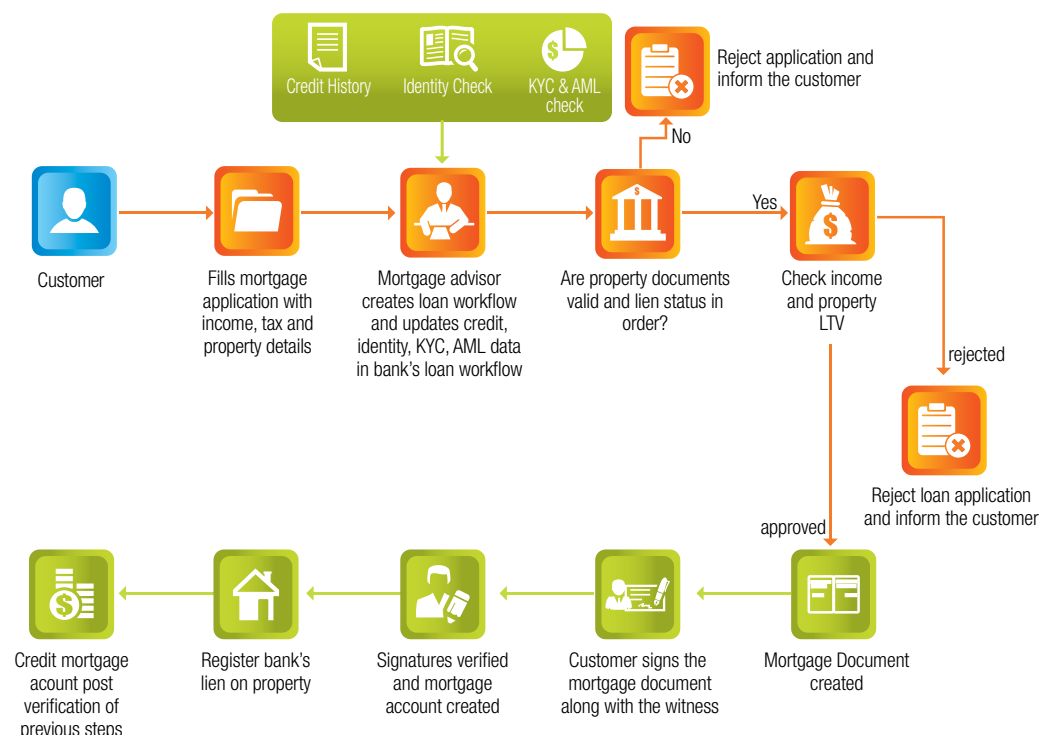 Credit History
Identity Check
KYC & AML
check
Reject application and
inform the customer
No
Customer
Fills mortgage
application with
income, tax and
property details
Mortgage advisor
creates loan workflow
and updates credit,
identity, KYC, AML data
in bank's loan workflow
Are property documents
valid and lien status in
order?
Yes
Check income
and property
LTV
rejected
Reject loan application
and inform the customer
approved
Mortgage Document
created
Customer signs the
mortgage document
along with the witness
Signatures verified
and mortgage
account created
Register bank's
lien on property
Credit mortgage
acount post
verification of
previous steps